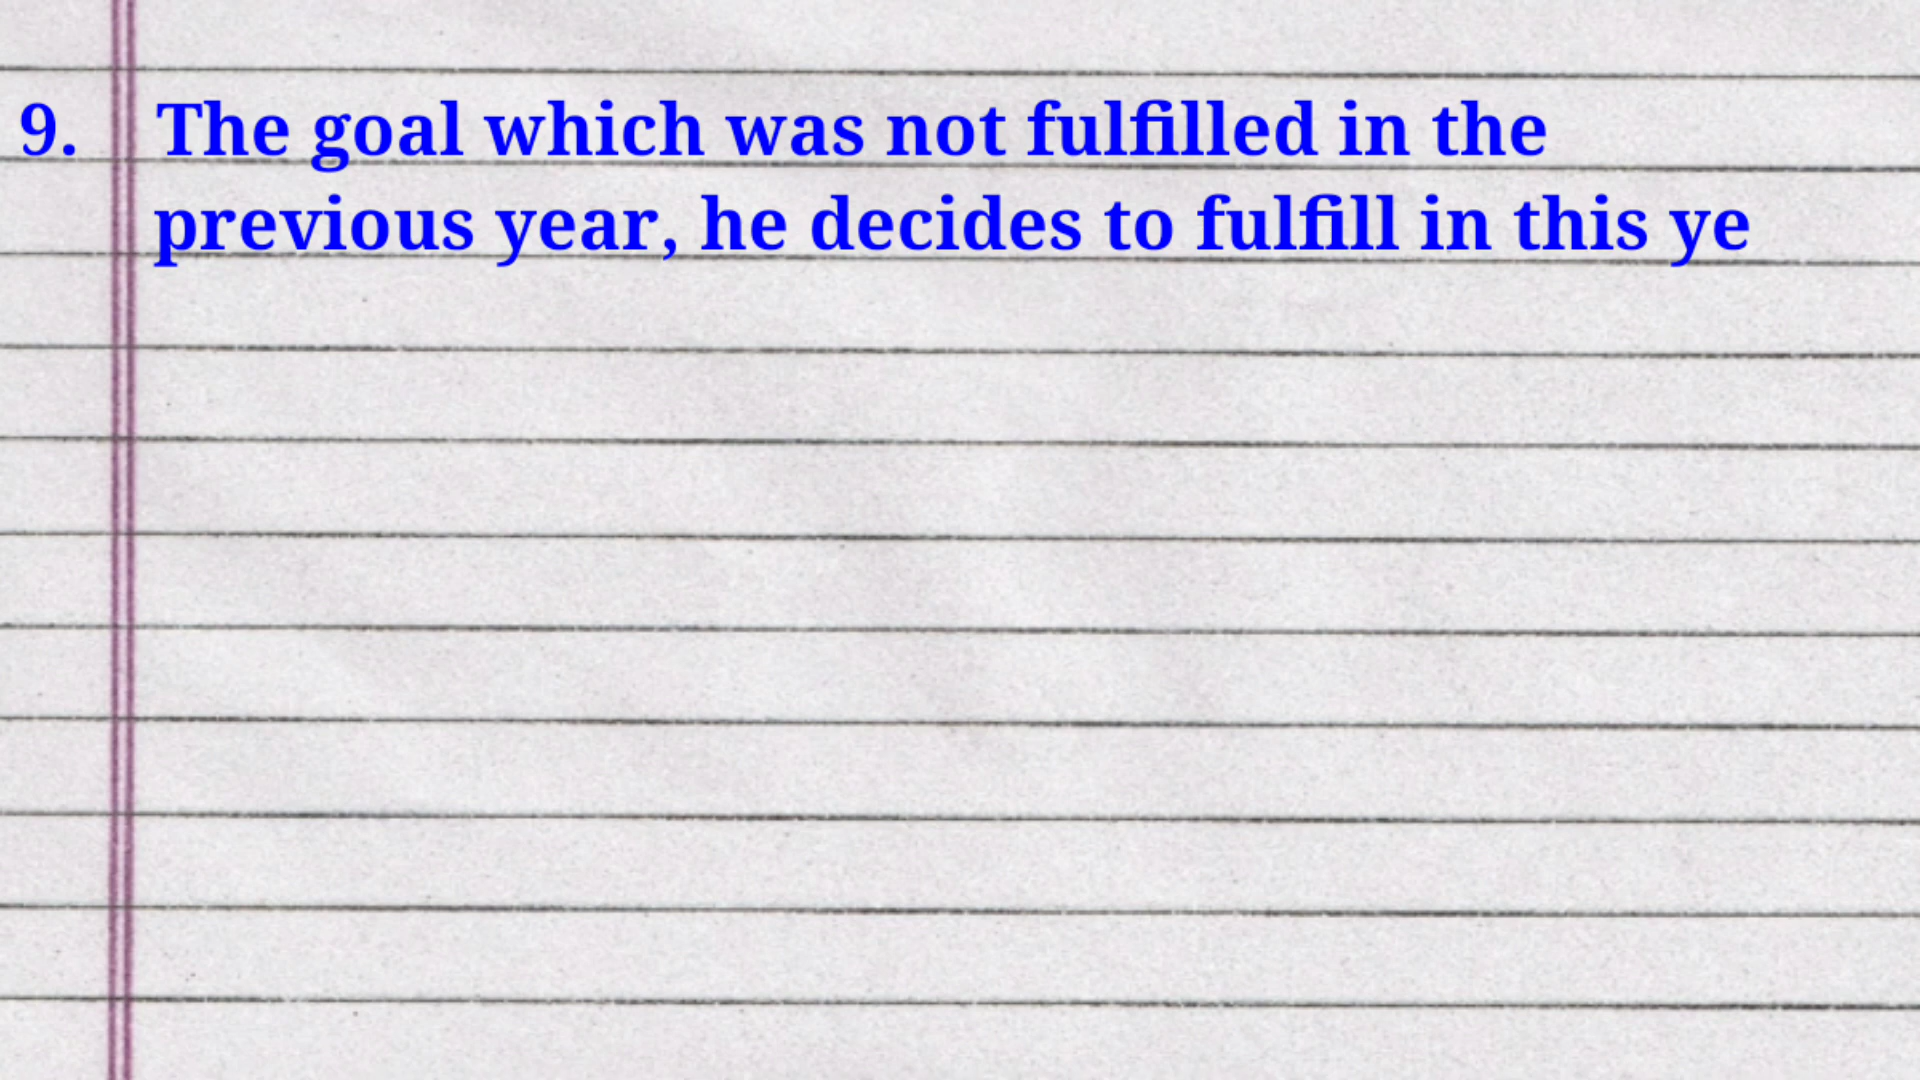 9. The goal which was not fulfilled in the
previous year, he decides to fulfill in this ye